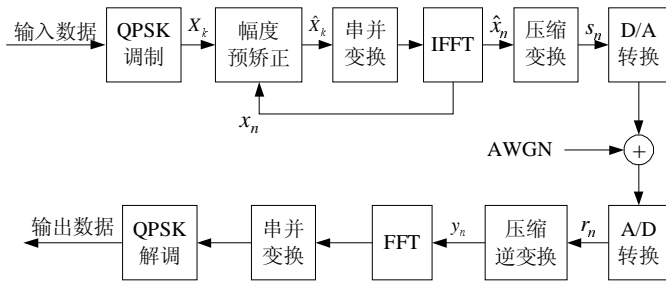 输入数据
QPSK
调制
X_k
幅度
预矫正
X̂_k
串并
变换
IFFT
x̂_n
压缩
变换
s_n
D/A
转换
x_n
AWGN
+
输出数据
QPSK
解调
串并
变换
FFT
y_n
压缩
逆变换
r_n
A/D
转换